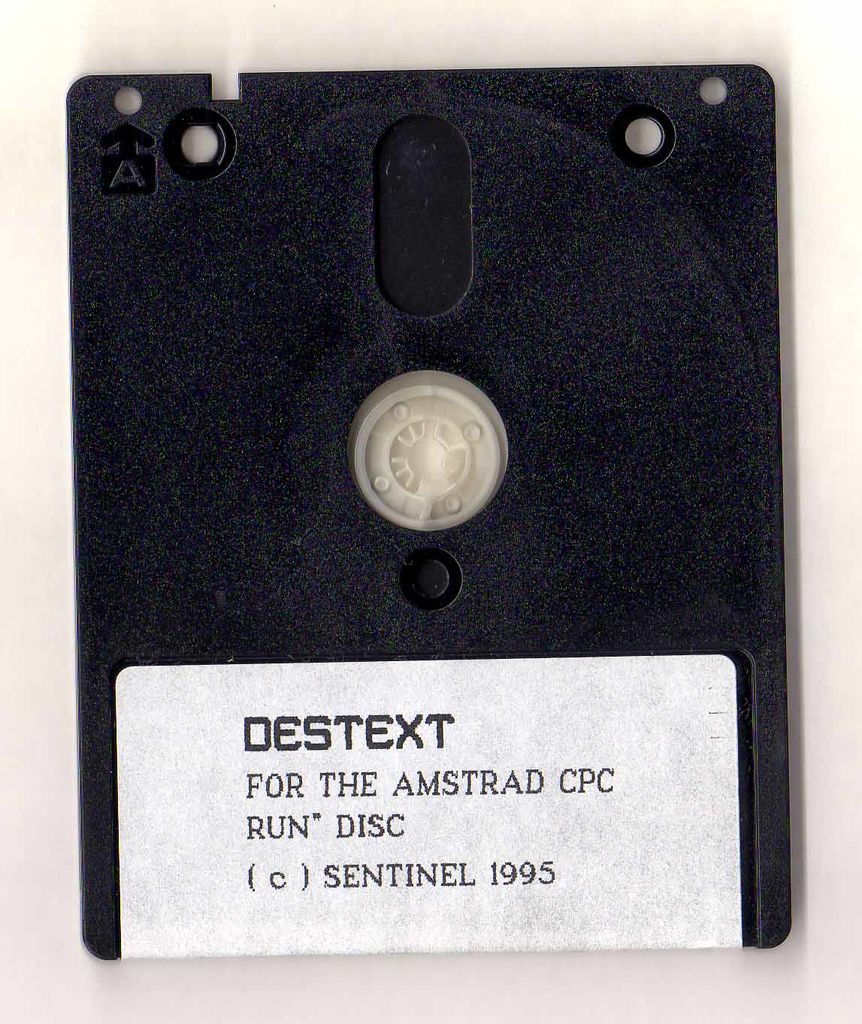 A
DESTEXT
FOR THE AMSTRAD CPC
RUN" DISC
( c ) SENTINEL 1995